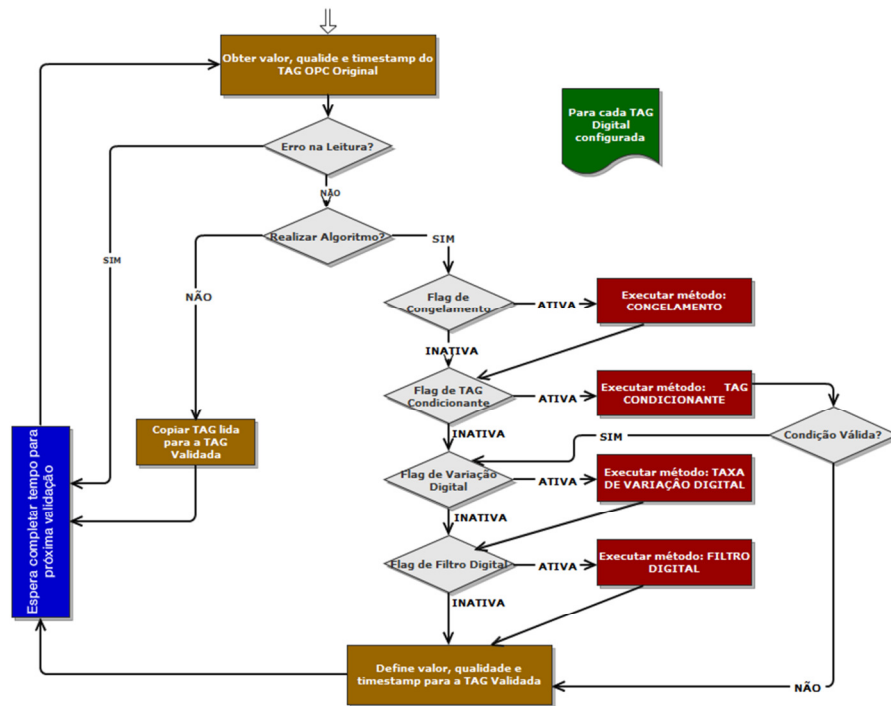 Obter valor, qualide e timestamp do
TAG OPC Original
Para cada TAG
Digital
configurada
Erro na Leitura?
NÃO
Realizar Algoritmo?
SIM
SIM
NÃO
Flag de
Congelamento
ATIVA
Executar método:
CONGELAMENTO
INATIVA
Flag de TAG
Condicionante
ATIVA
Executar método: TAG
CONDICIONANTE
Condição Válida?
SIM
INATIVA
Copiar TAG lida
para a TAG
Validada
Flag de Variação
Digital
ATIVA
Executar método: TAXA
DE VARIAÇÃO DIGITAL
INATIVA
Espera completar tempo para
próxima validação
Flag de Filtro Digital
ATIVA
Executar método: FILTRO
DIGITAL
INATIVA
Define valor, qualidade e
timestamp para a TAG Validada
NÃO